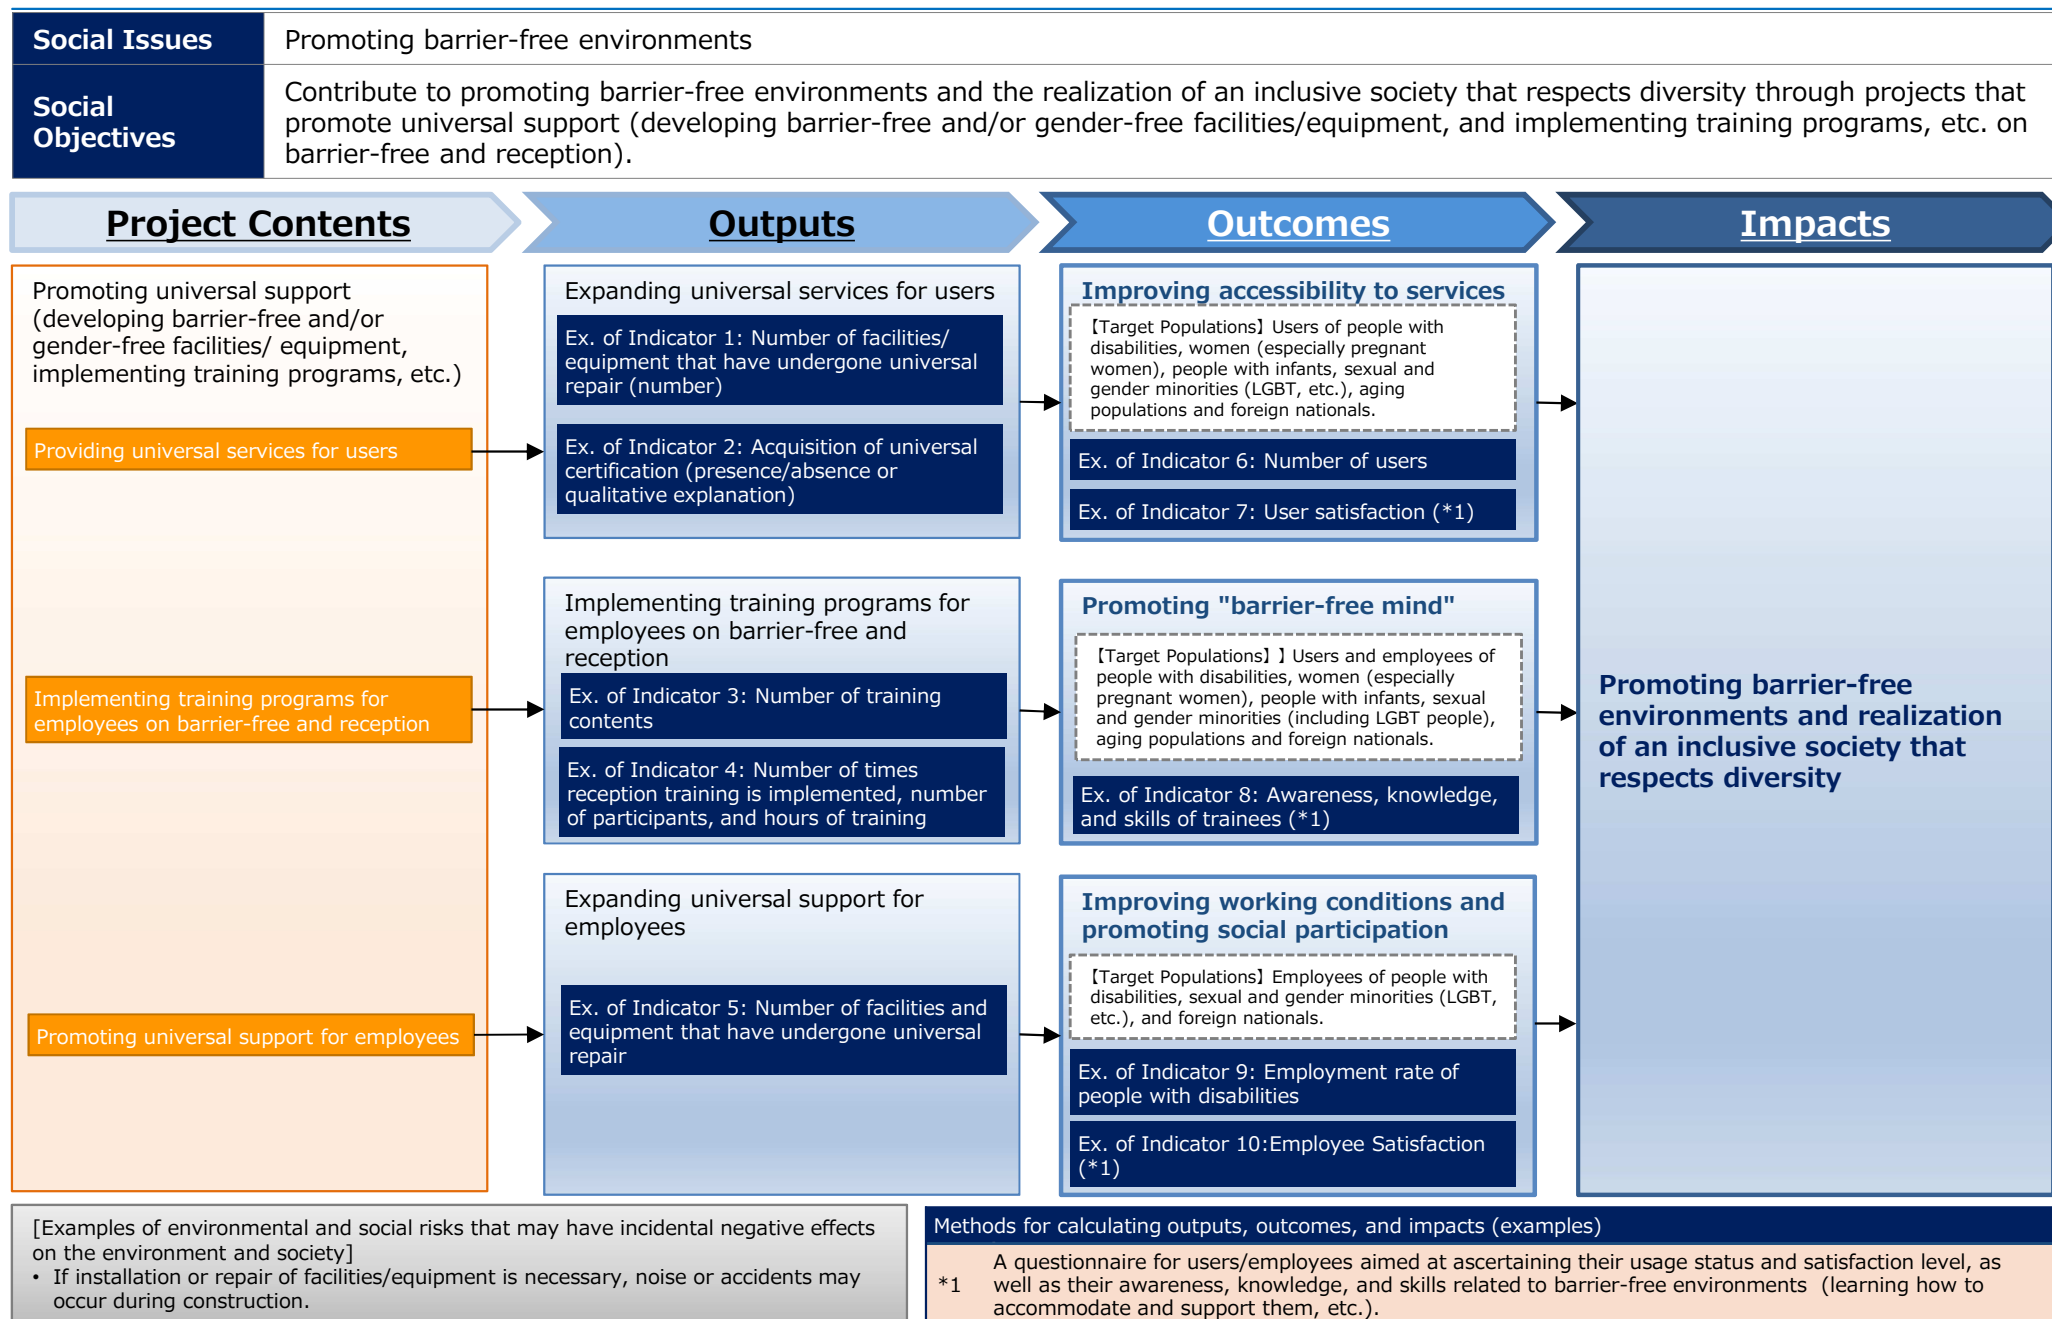 Social Issues
Promoting barrier-free environments
Social
Objectives
Contribute to promoting barrier-free environments and the realization of an inclusive society that respects diversity through projects that
promote universal support (developing barrier-free and/or gender-free facilities/equipment, and implementing training programs, etc. on
barrier-free and reception).
Project Contents
Outputs
Outcomes
Impacts
Promoting universal support
(developing barrier-free and/or
gender-free facilities/ equipment,
implementing training programs, etc.)
Providing universal services for users
Implementing training programs for
employees on barrier-free and reception
Promoting universal support for employees
Expanding universal services for users
Ex. of Indicator 1: Number of facilities/
equipment that have undergone universal
repair (number)
Ex. of Indicator 2: Acquisition of universal
certification (presence/absence or
qualitative explanation)
Implementing training programs for
employees on barrier-free and
reception
Ex. of Indicator 3: Number of training
contents
Ex. of Indicator 4: Number of times
reception training is implemented, number
of participants, and hours of training
Expanding universal support for
employees
Ex. of Indicator 5: Number of facilities and
equipment that have undergone universal
repair
Improving accessibility to services
【Target Populations】 Users of people with
disabilities, women (especially pregnant
women), people with infants, sexual and
gender minorities (LGBT, etc.), aging
populations and foreign nationals.
Ex. of Indicator 6: Number of users
Ex. of Indicator 7: User satisfaction (*1)
Promoting "barrier-free mind"
【Target Populations】 】 Users and employees of
people with disabilities, women (especially
pregnant women), people with infants, sexual
and gender minorities (including LGBT people),
aging populations and foreign nationals.
Ex. of Indicator 8: Awareness, knowledge,
and skills of trainees (*1)
Improving working conditions and
promoting social participation
【Target Populations】 Employees of people with
disabilities, sexual and gender minorities (LGBT,
etc.), and foreign nationals.
Ex. of Indicator 9: Employment rate of
people with disabilities
Ex. of Indicator 10:Employee Satisfaction
(*1)
Promoting barrier-free
environments and realization
of an inclusive society that
respects diversity
[Examples of environmental and social risks that may have incidental negative effects
on the environment and society]
• If installation or repair of facilities/equipment is necessary, noise or accidents may
occur during construction.
Methods for calculating outputs, outcomes, and impacts (examples)
*1
A questionnaire for users/employees aimed at ascertaining their usage status and satisfaction level, as
well as their awareness, knowledge, and skills related to barrier-free environments (learning how to
accommodate and support them, etc.).